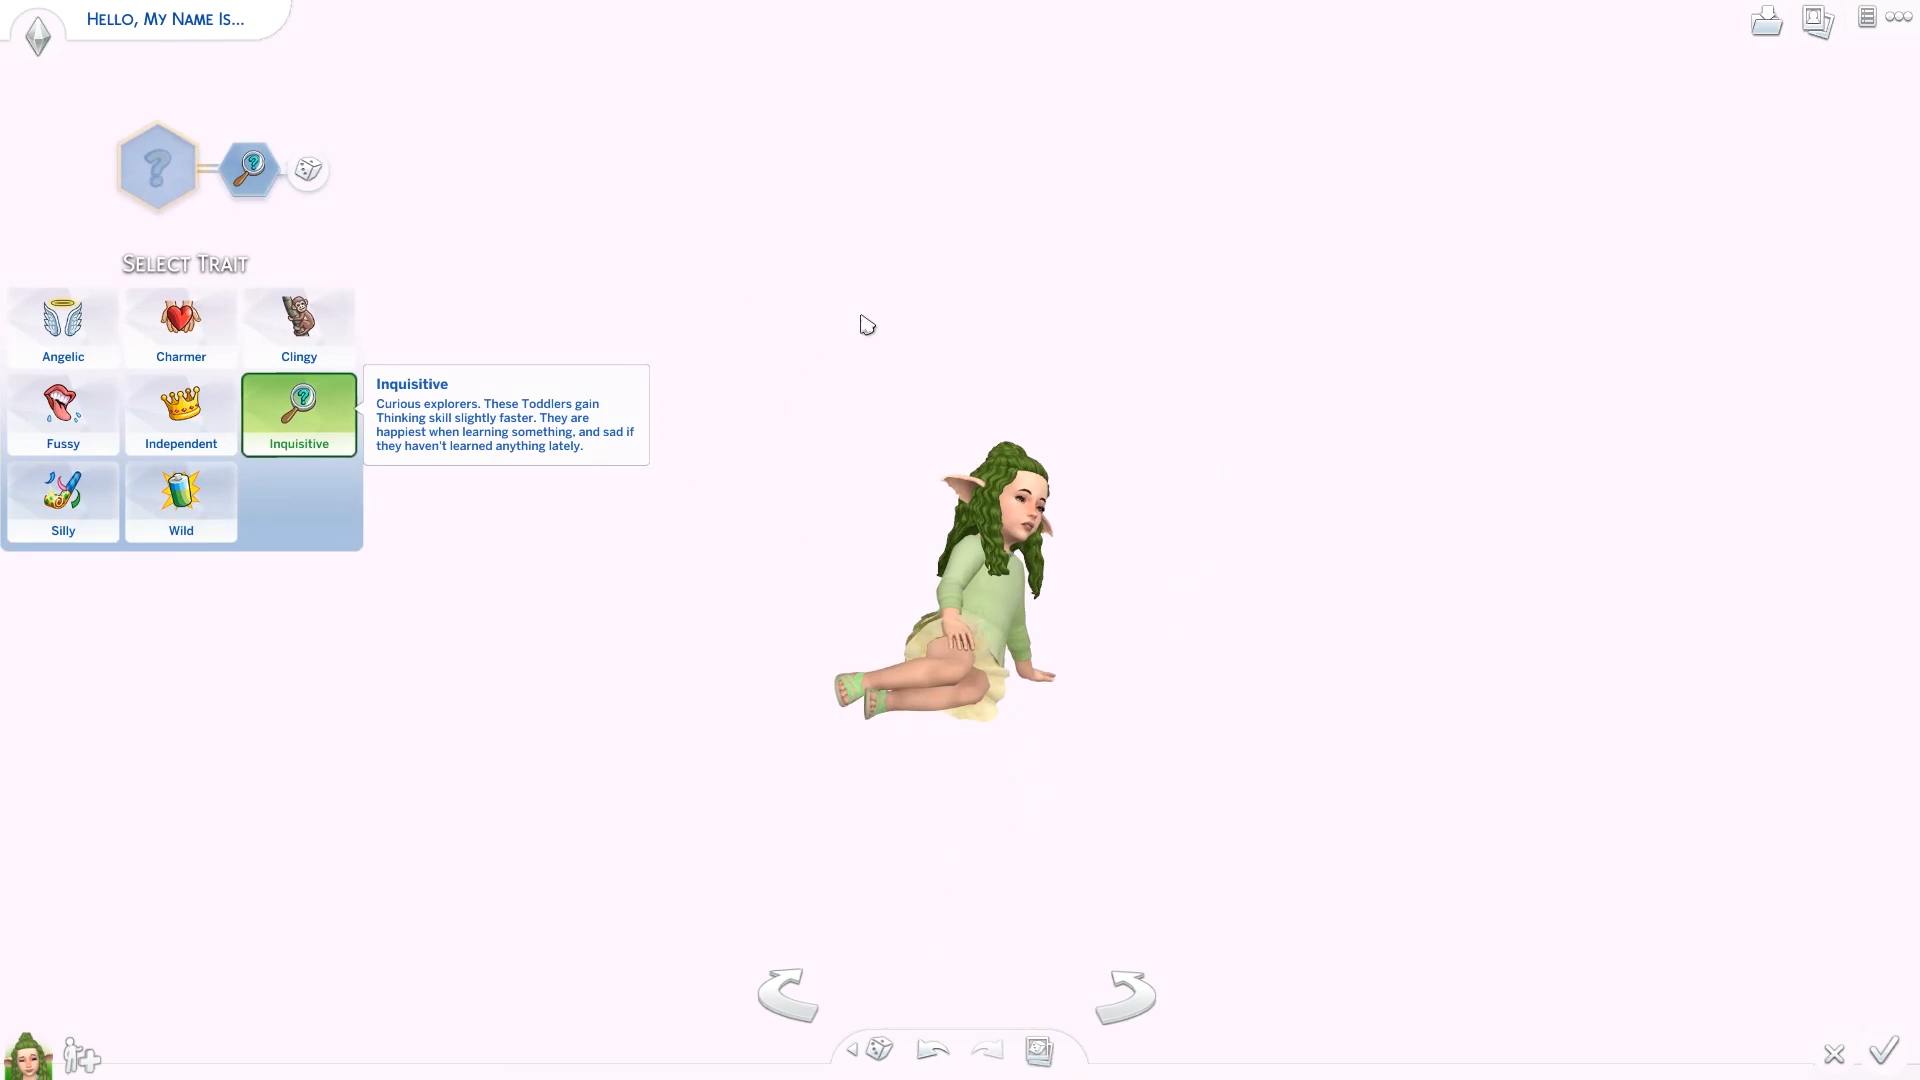 Hello, My Name Is...
Select Trait
Angelic
Charmer
Clingy
Fussy
Independent
Inquisitive
Silly
Wild
Inquisitive
Curious explorers. These Toddlers gain
Thinking skill slightly faster. They are
happiest when learning something, and sad if
they haven't learned anything lately.